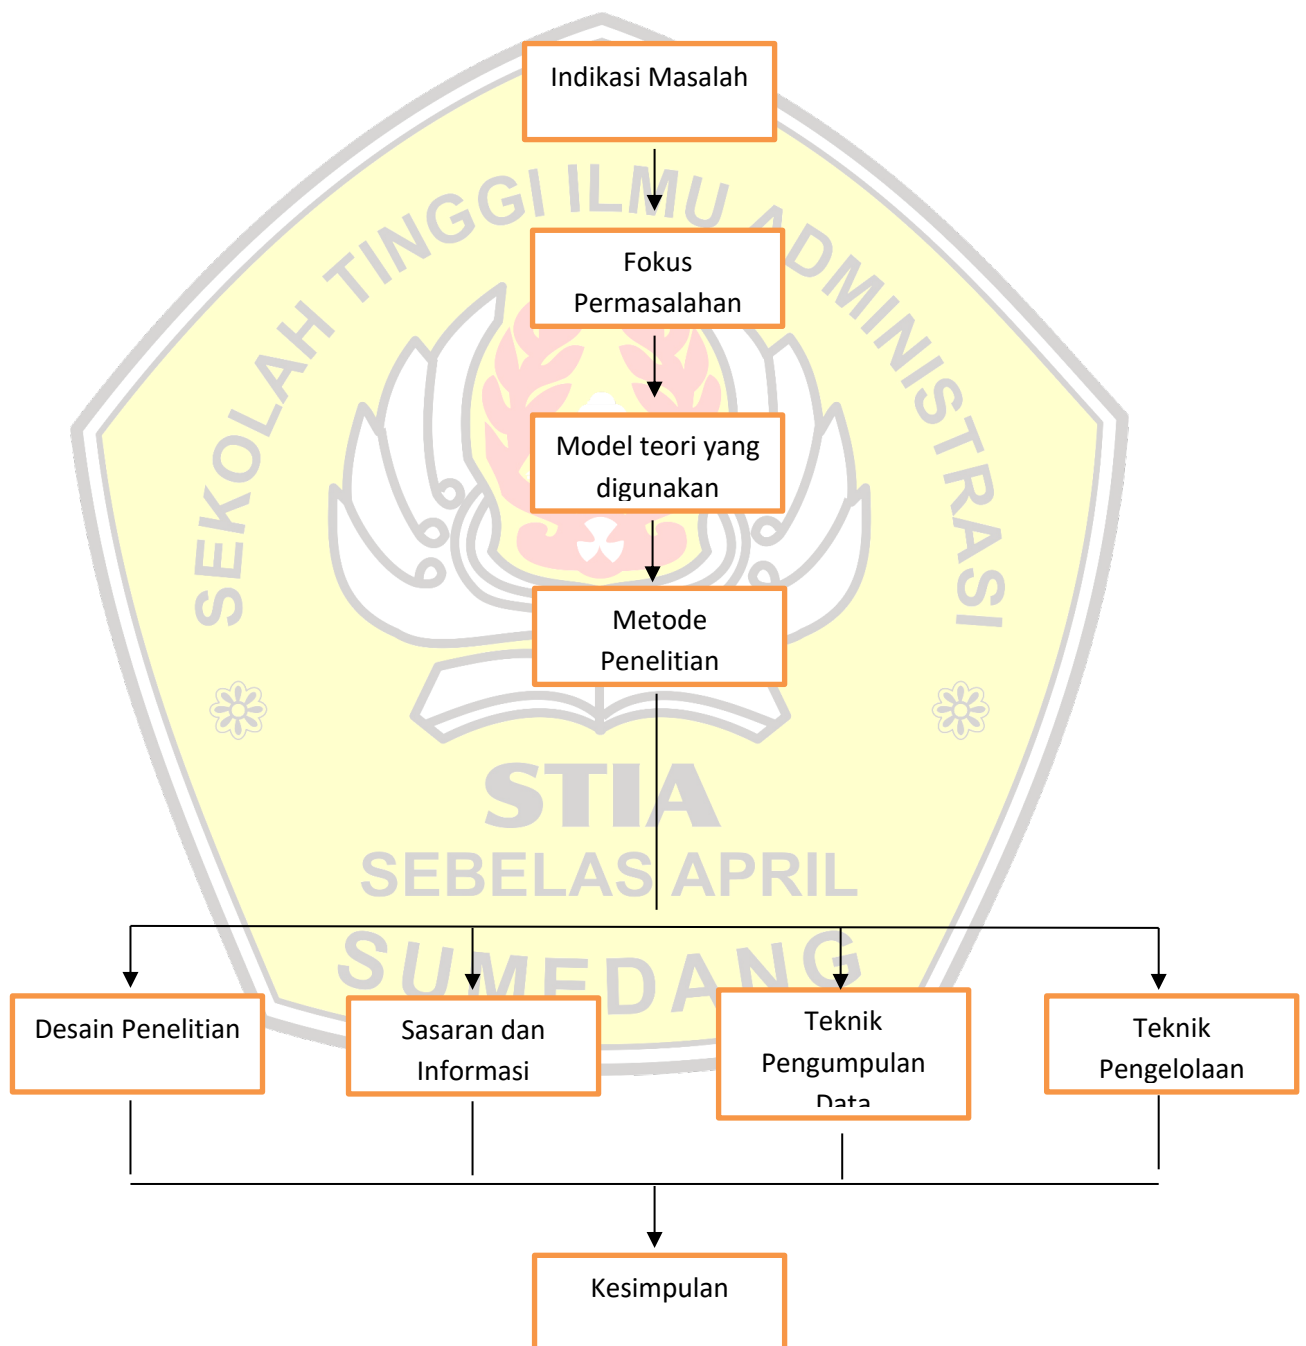 Indikasi Masalah
SEKOLAH TINGGI ILMU ADMINISTRASI
Fokus
Permasalahan
Model teori yang
digunakan
Metode
Penelitian
STIA
SEBELAS APRIL
SUMEDANG
Desain Penelitian
Sasaran dan
Informasi
Teknik
Pengumpulan
Data
Teknik
Pengelolaan
Kesimpulan